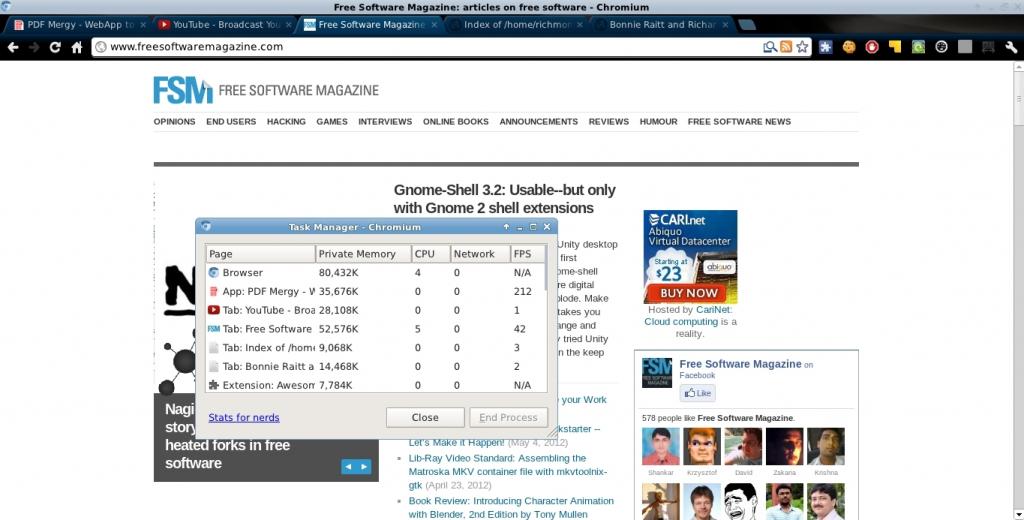 Free Software Magazine: articles on free software - Chromium
PDF Mergy - WebApp to
YouTube - Broadcast You
Free Software Magazine
Index of /home/richmon
Bonnie Raitt and Richar
www.freesoftwaremagazine.com
FSM FREE SOFTWARE MAGAZINE
OPINIONS END USERS HACKING GAMES INTERVIEWS ONLINE BOOKS ANNOUNCEMENTS REVIEWS HUMOUR FREE SOFTWARE NEWS
Gnome-Shell 3.2: Usable--but only
with Gnome 2 shell extensions
Unity desktop
first
ome-shell
re digital
plode. Make
takes you
ange and
tried Unity
n the keep
Task Manager - Chromium
Page Private Memory CPU Network FPS
Browser 80,432K 4 0 N/A
App: PDF Mergy - W 35,676K 0 0 212
Tab: YouTube - Broa 28,108K 0 0 1
Tab: Free Software 52,576K 5 0 42
Tab: Index of /home 9,068K 0 0 3
Tab: Bonnie Raitt a 14,468K 0 0 2
Extension: Awesom 7,784K 0 0 N/A
Stats for nerds
Close
End Process
Nagi
story
heated forks in free
software
your Work
kstarter --
Let's Make it Happen! (May 4, 2012)
Lib-Ray Video Standard: Assembling the
Matroska MKV container file with mkvtoolnix-
gtk (April 23, 2012)
Book Review: Introducing Character Animation
with Blender, 2nd Edition by Tony Mullen
CARI.net
Abiquo
Virtual Datacenter
Starting at
$23
abiquo
BUY NOW
Hosted by CariNet:
Cloud computing is a
reality.
FSM
FREE SOFTWARE
MAGAZINE
Free Software Magazine on
Facebook
Like
578 people like Free Software Magazine.
Shankar Krzysztof David Zakaria Krishna